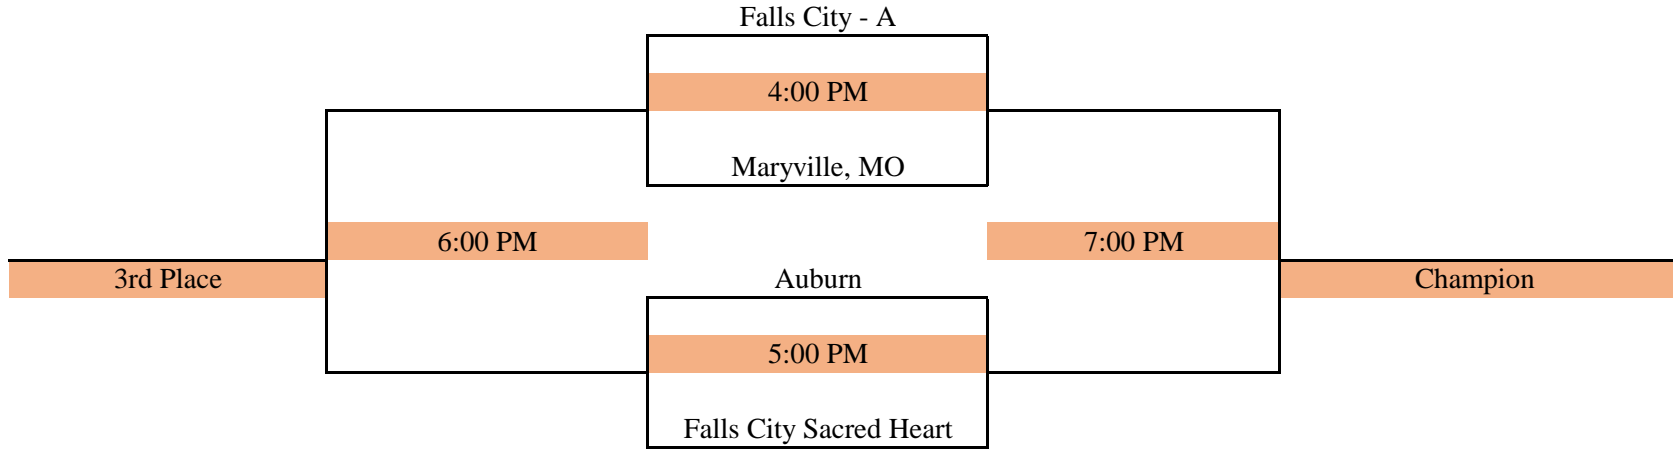 Falls City - A
4:00 PM
Maryville, MO
6:00 PM
7:00 PM
3rd Place
Auburn
Champion
5:00 PM
Falls City Sacred Heart